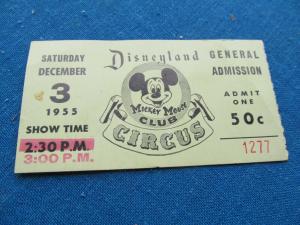 SATURDAY
DECEMBER
3
1955
SHOW TIME
2:30 P.M.
3:00 P.M.
Disneyland
MICKEY MOUSE
CLUB
CIRCUS
GENERAL
ADMISSION
ADMIT
ONE
50c
1277